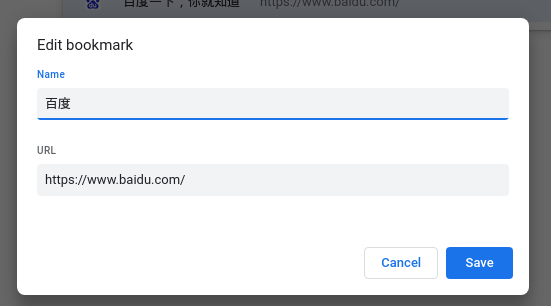 百度一下，你就知道 https://www.baidu.com/
Edit bookmark
Name
百度
URL
https://www.baidu.com/
Cancel
Save